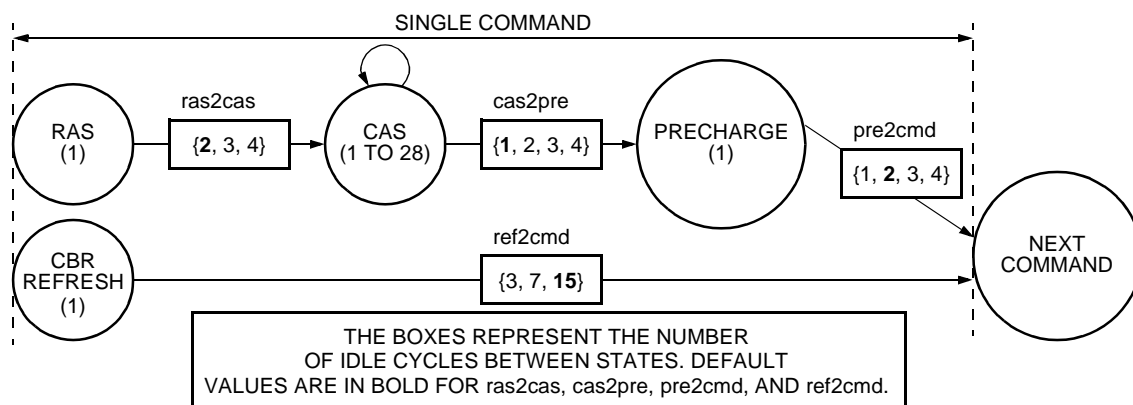 SINGLE COMMAND
ras2cas
cas2pre
pre2cmd
RAS
(1)
{2, 3, 4}
CAS
(1 TO 28)
{1, 2, 3, 4}
PRECHARGE
(1)
{1, 2, 3, 4}
ref2cmd
CBR
REFRESH
(1)
{3, 7, 15}
NEXT
COMMAND
THE BOXES REPRESENT THE NUMBER
OF IDLE CYCLES BETWEEN STATES. DEFAULT
VALUES ARE IN BOLD FOR ras2cas, cas2pre, pre2cmd, AND ref2cmd.